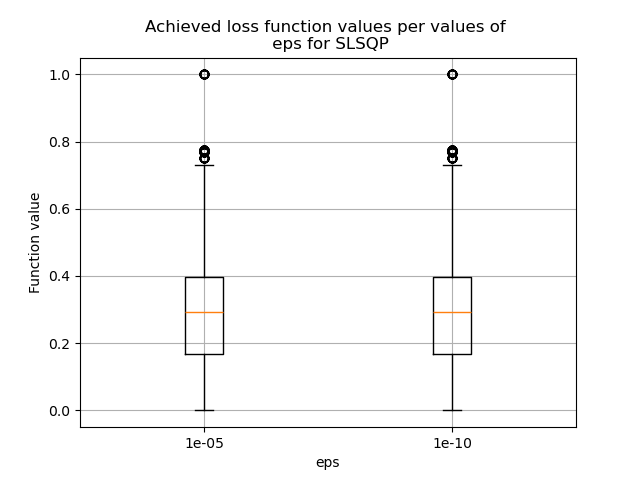 Achieved loss function values per values of
eps for SLSQP
Function value
1.0
0.8
0.6
0.4
0.2
0.0
1e-05
1e-10
eps